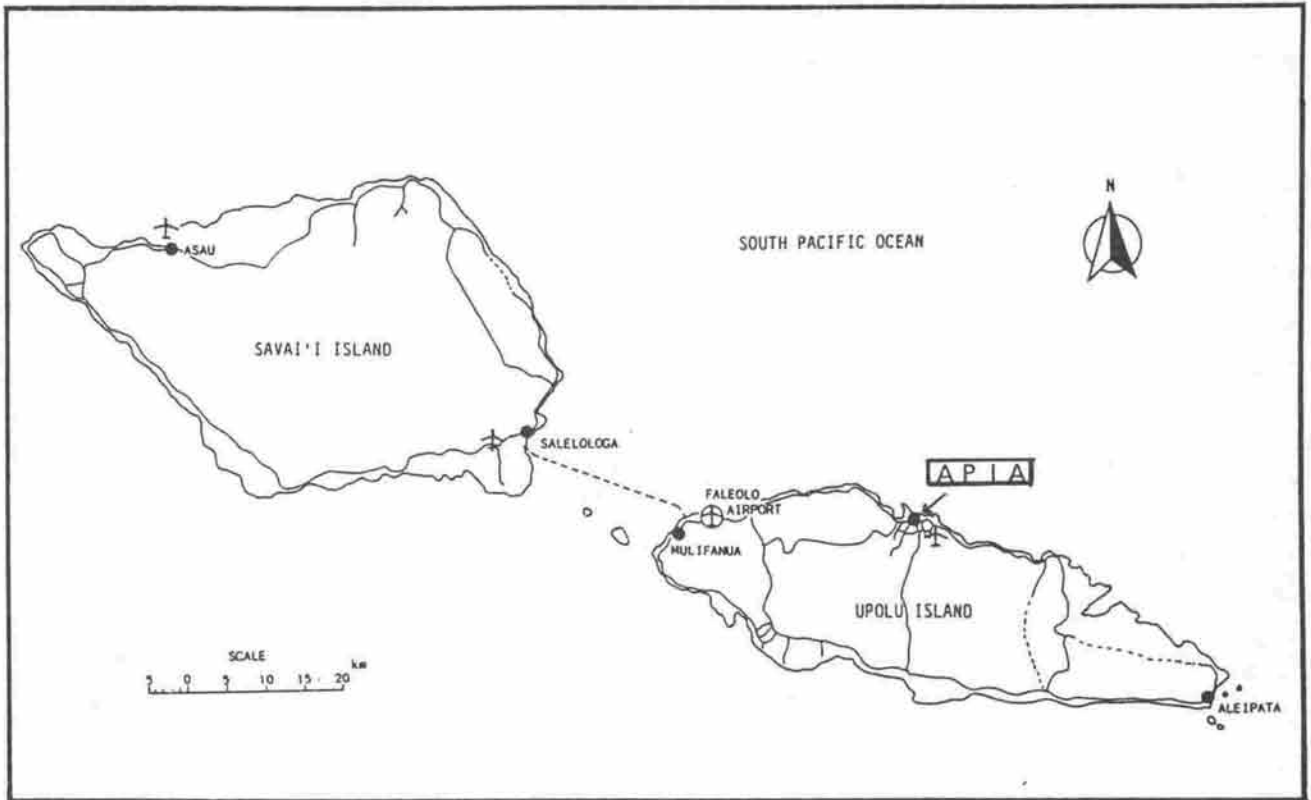 N
SOUTH PACIFIC OCEAN
ASAU
SAVAI'I ISLAND
SALELOLOGA
APIA
FALEOLO
AIRPORT
MULIFANUA
UPOLU ISLAND
SCALE
km
5 0 5 10 15 20
ALEIPATA